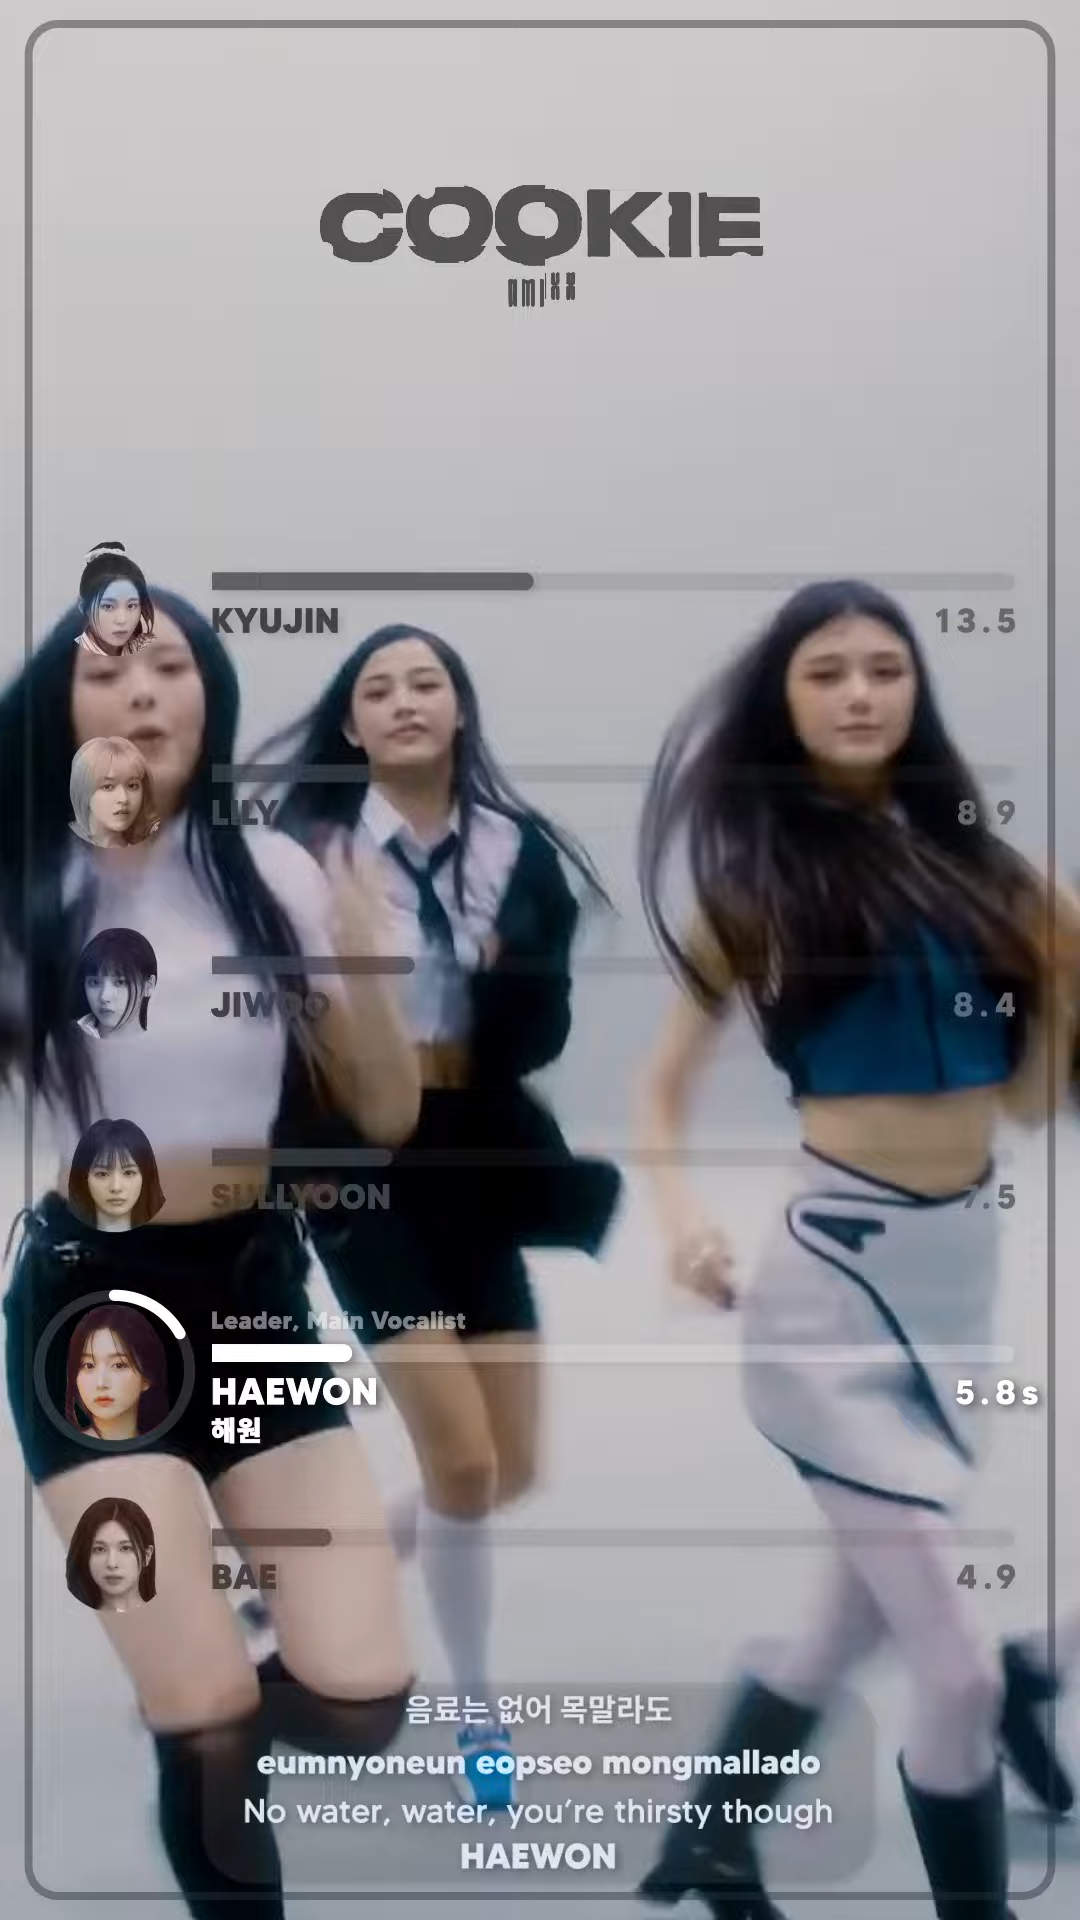 COOKIE
NMIXX
KYUJIN
13.5
LILY
8.9
JIWOO
8.4
SULLYOON
7.5
Leader, Main Vocalist
HAEWON
5.8s
해원
BAE
4.9
음료는 없어 목말라도
eumnyoneun eopseo mongmallado
No water, water, you’re thirsty though
HAEWON